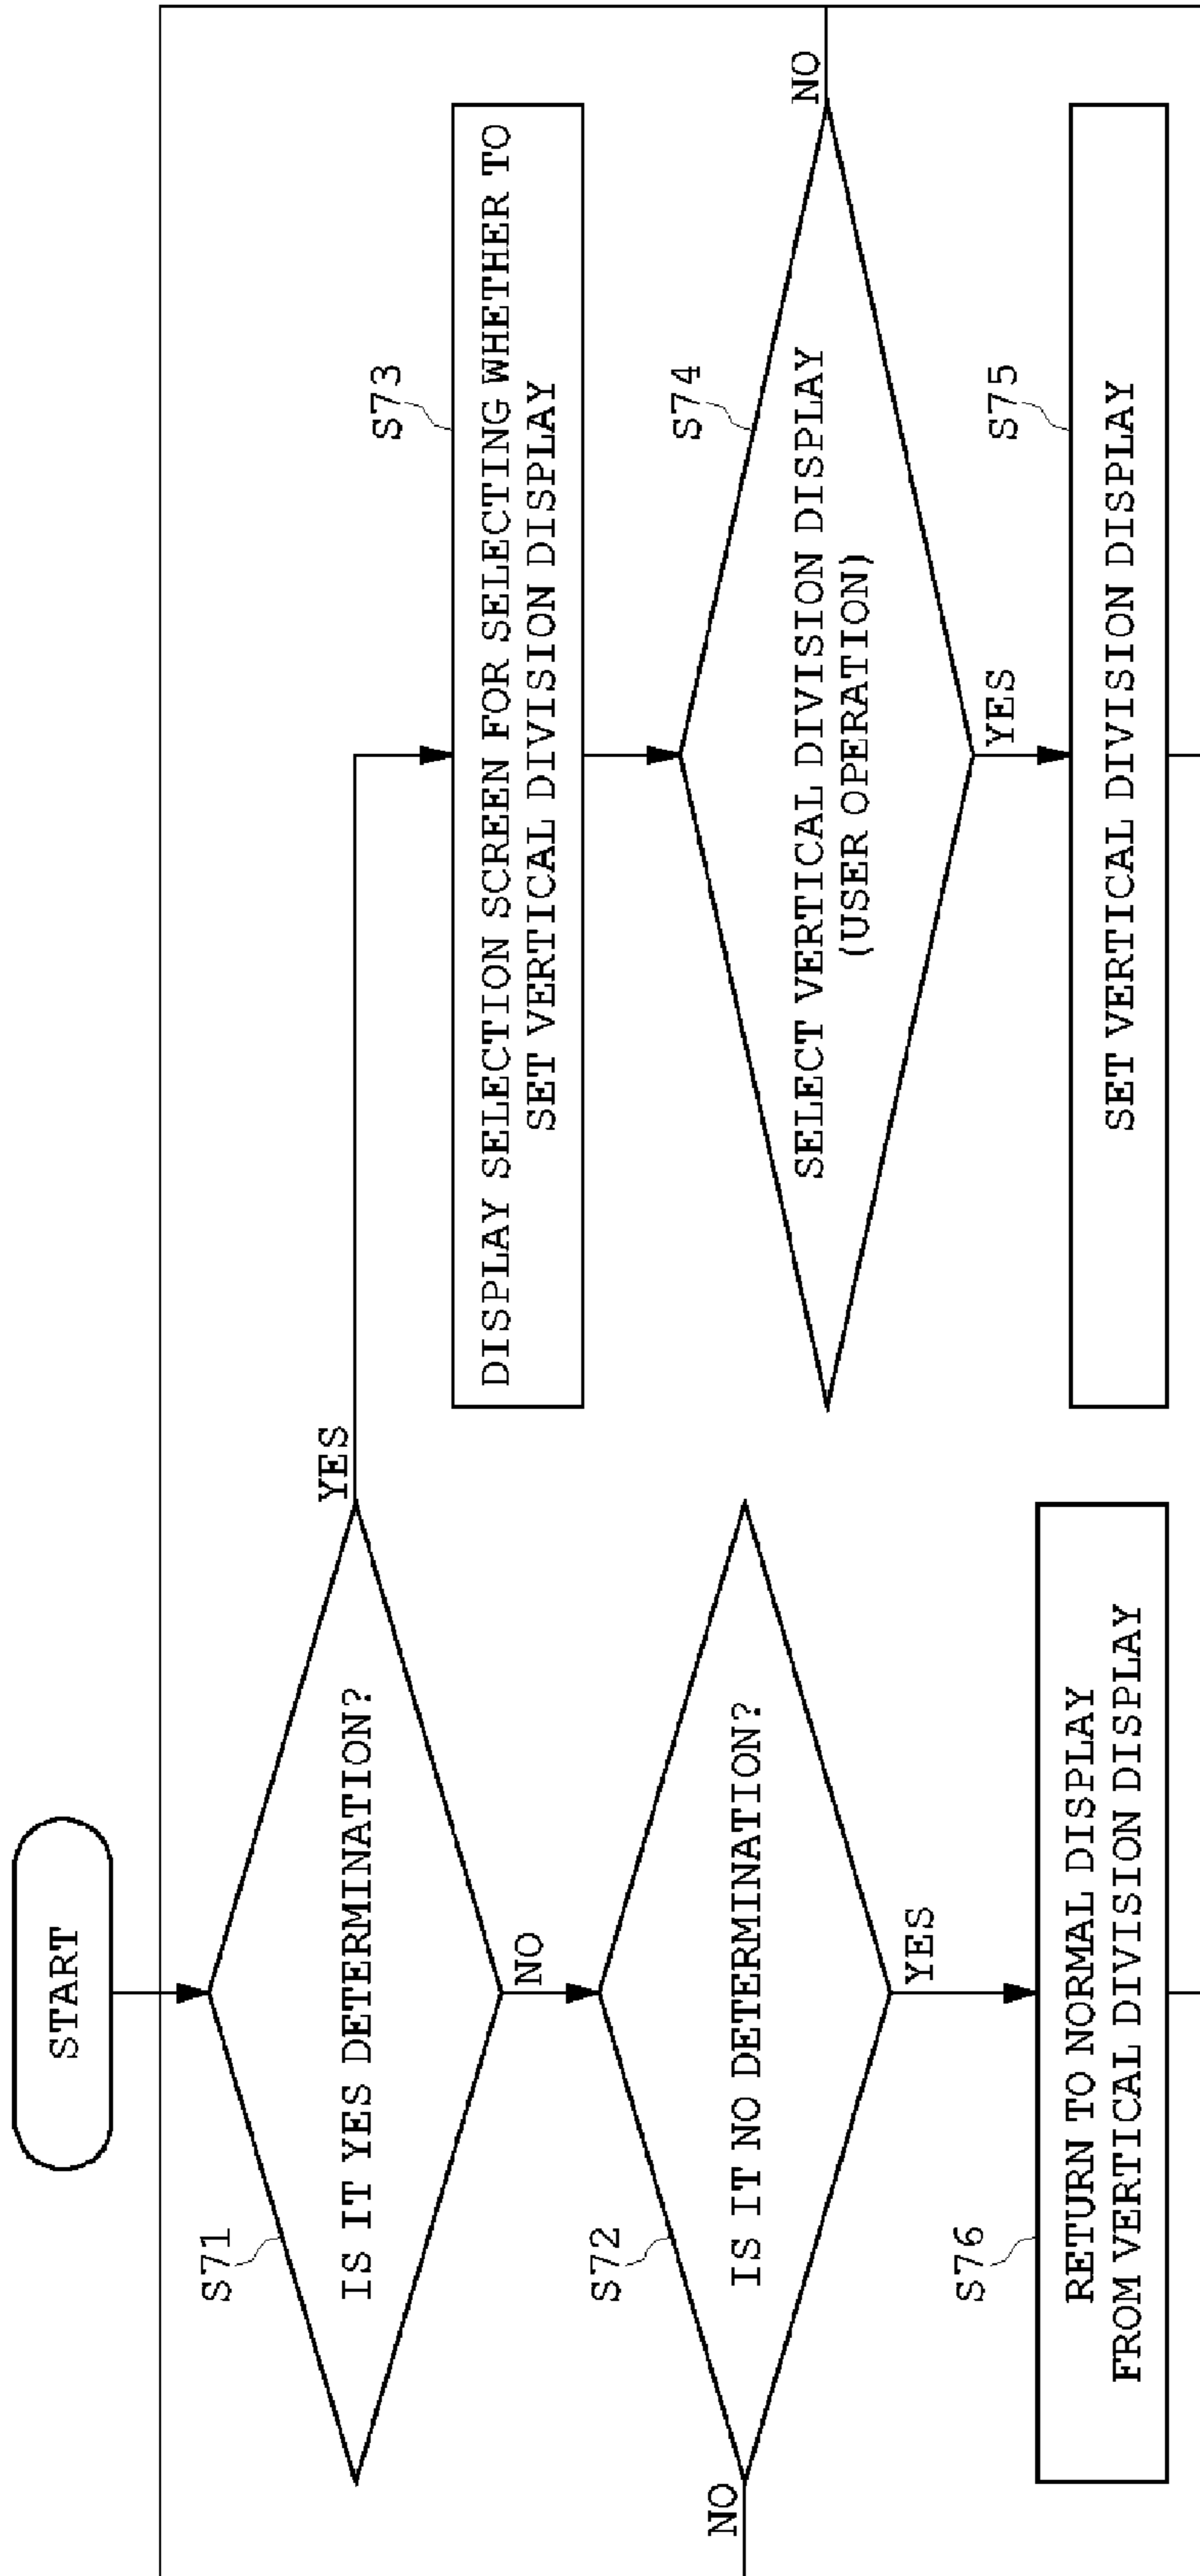 START
S71
IS IT YES DETERMINATION?
YES
NO
S72
IS IT NO DETERMINATION?
NO
YES
S76
RETURN TO NORMAL DISPLAY
FROM VERTICAL DIVISION DISPLAY
S73
DISPLAY SELECTION SCREEN FOR SELECTING WHETHER TO
SET VERTICAL DIVISION DISPLAY
S74
SELECT VERTICAL DIVISION DISPLAY
(USER OPERATION)
NO
YES
S75
SET VERTICAL DIVISION DISPLAY